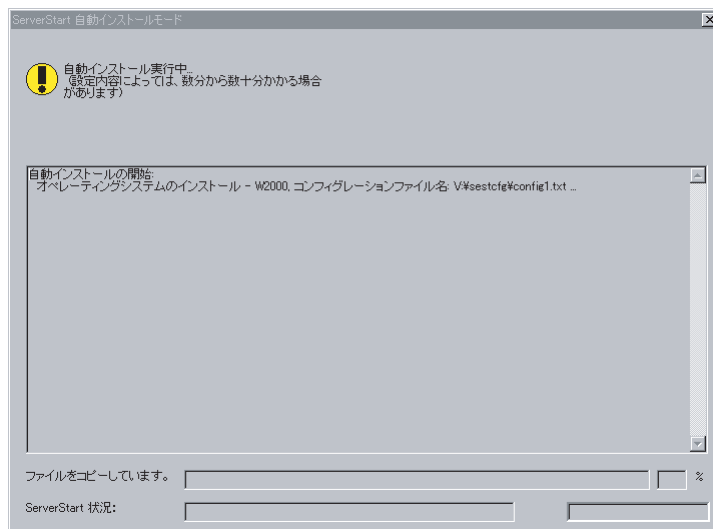 ServerStart 自動インストールモード
自動インストール実行中...
(設定内容によっては、数分から数十分かかる場合
があります)
自動インストールの開始:
オペレーティングシステムのインストール - W2000, コンフィグレーションファイル名: V:¥sestcfg¥config1.txt ...
ファイルをコピーしています。
%
ServerStart 状況: